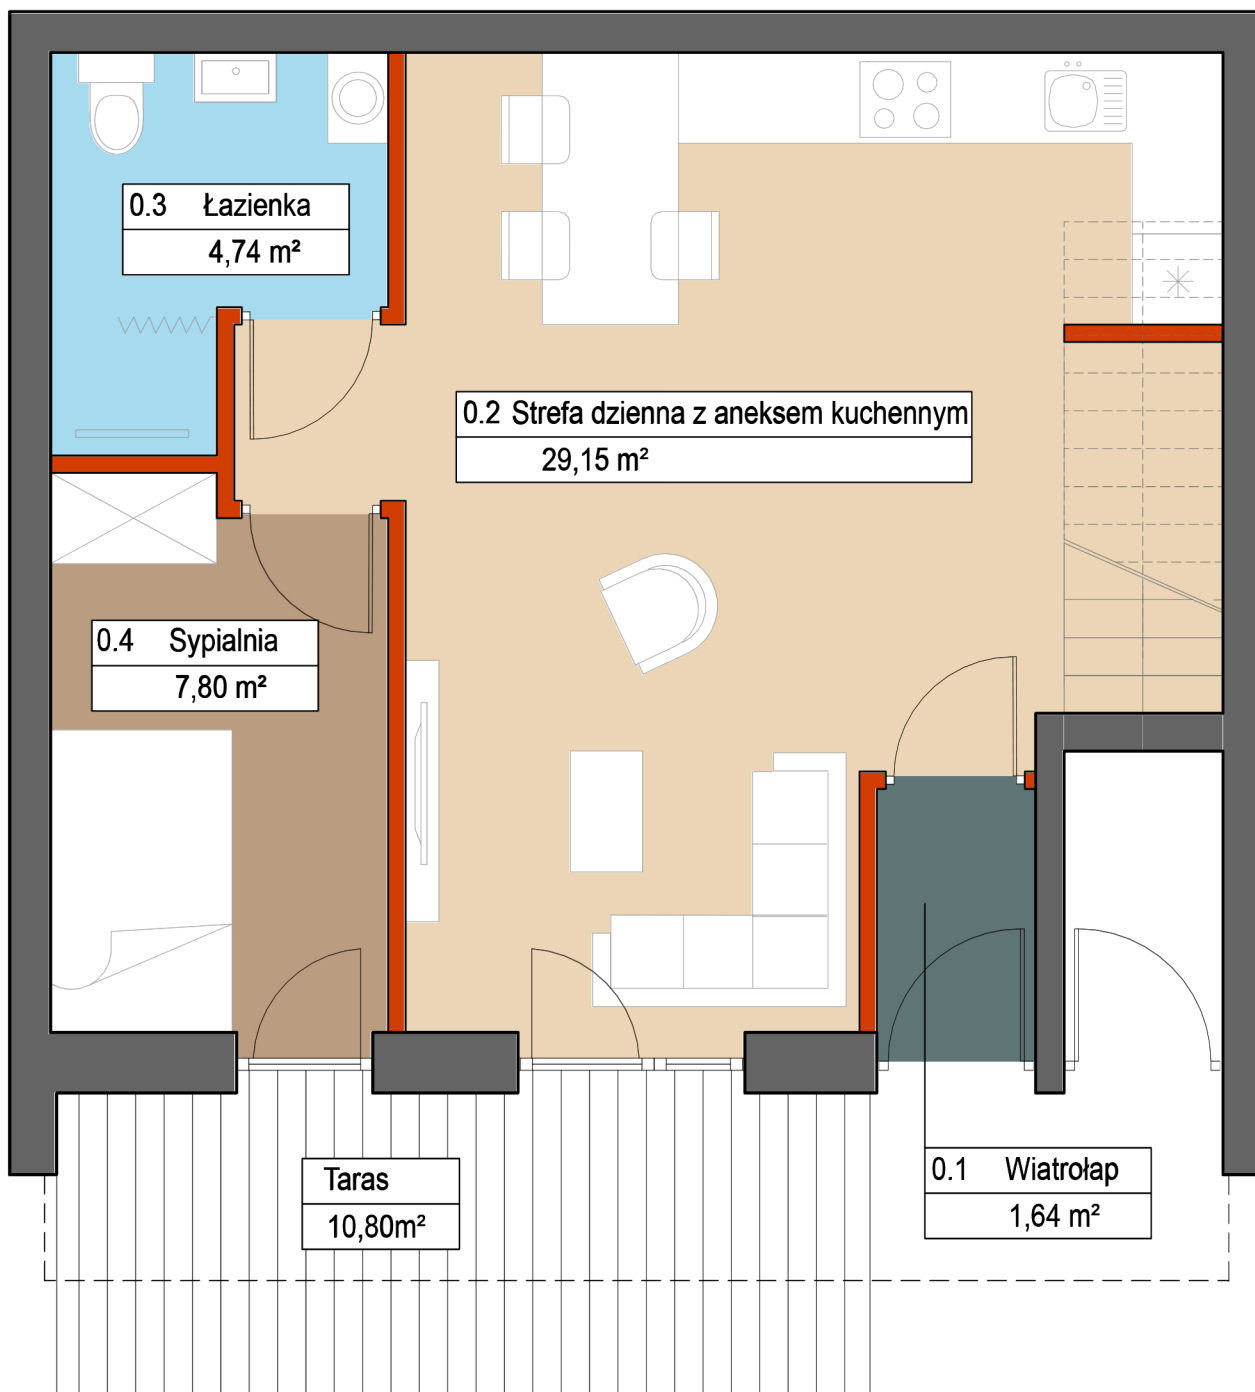 0.3 Łazienka
4,74 m²
0.2 Strefa dzienna z aneksem kuchennym
29,15 m²
0.4 Sypialnia
7,80 m²
Taras
10,80m²
0.1 Wiatrołap
1,64 m²